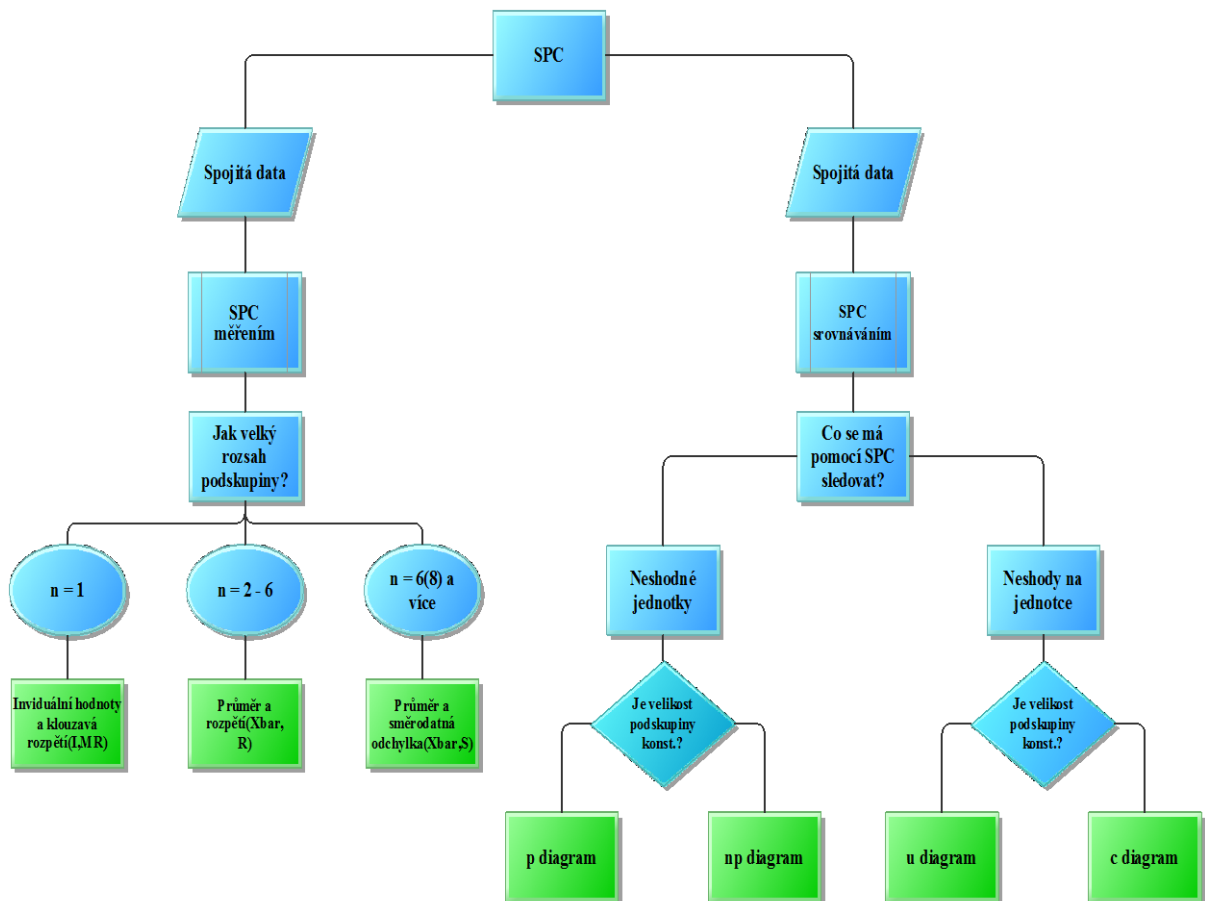 SPC
Spojitá data
Spojitá data
SPC
měřením
SPC
srovnáváním
Jak velký
rozsah
podskupiny?
Co se má
pomocí SPC
sledovat?
n = 1
n = 2 - 6
n = 6(8) a
více
Neshodné
jednotky
Neshody na
jednotce
Inviduální hodnoty
a klouzavá
rozpětí(I,MR)
Průměr a
rozpětí(Xbar,
R)
Průměr a
směrodatná
odchylka(Xbar,S)
Je velikost
podskupiny
konst.?
Je velikost
podskupiny
konst.?
p diagram
np diagram
u diagram
c diagram